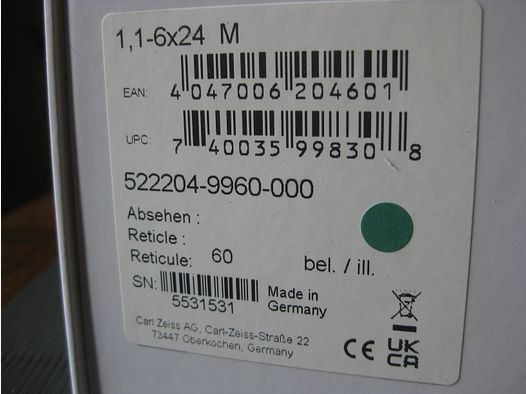 1,1-6x24 M
EAN: 4 047006 204601
UPC: 7 40035 99830 8
522204-9960-000
Absehen :
Reticle :
Reticule: 60 bel. / ill.
SN: 5531531 Made in
Germany
Carl Zeiss AG, Carl-Zeiss-Straße 22
73447 Oberkochen, Germany
CE UK
CA